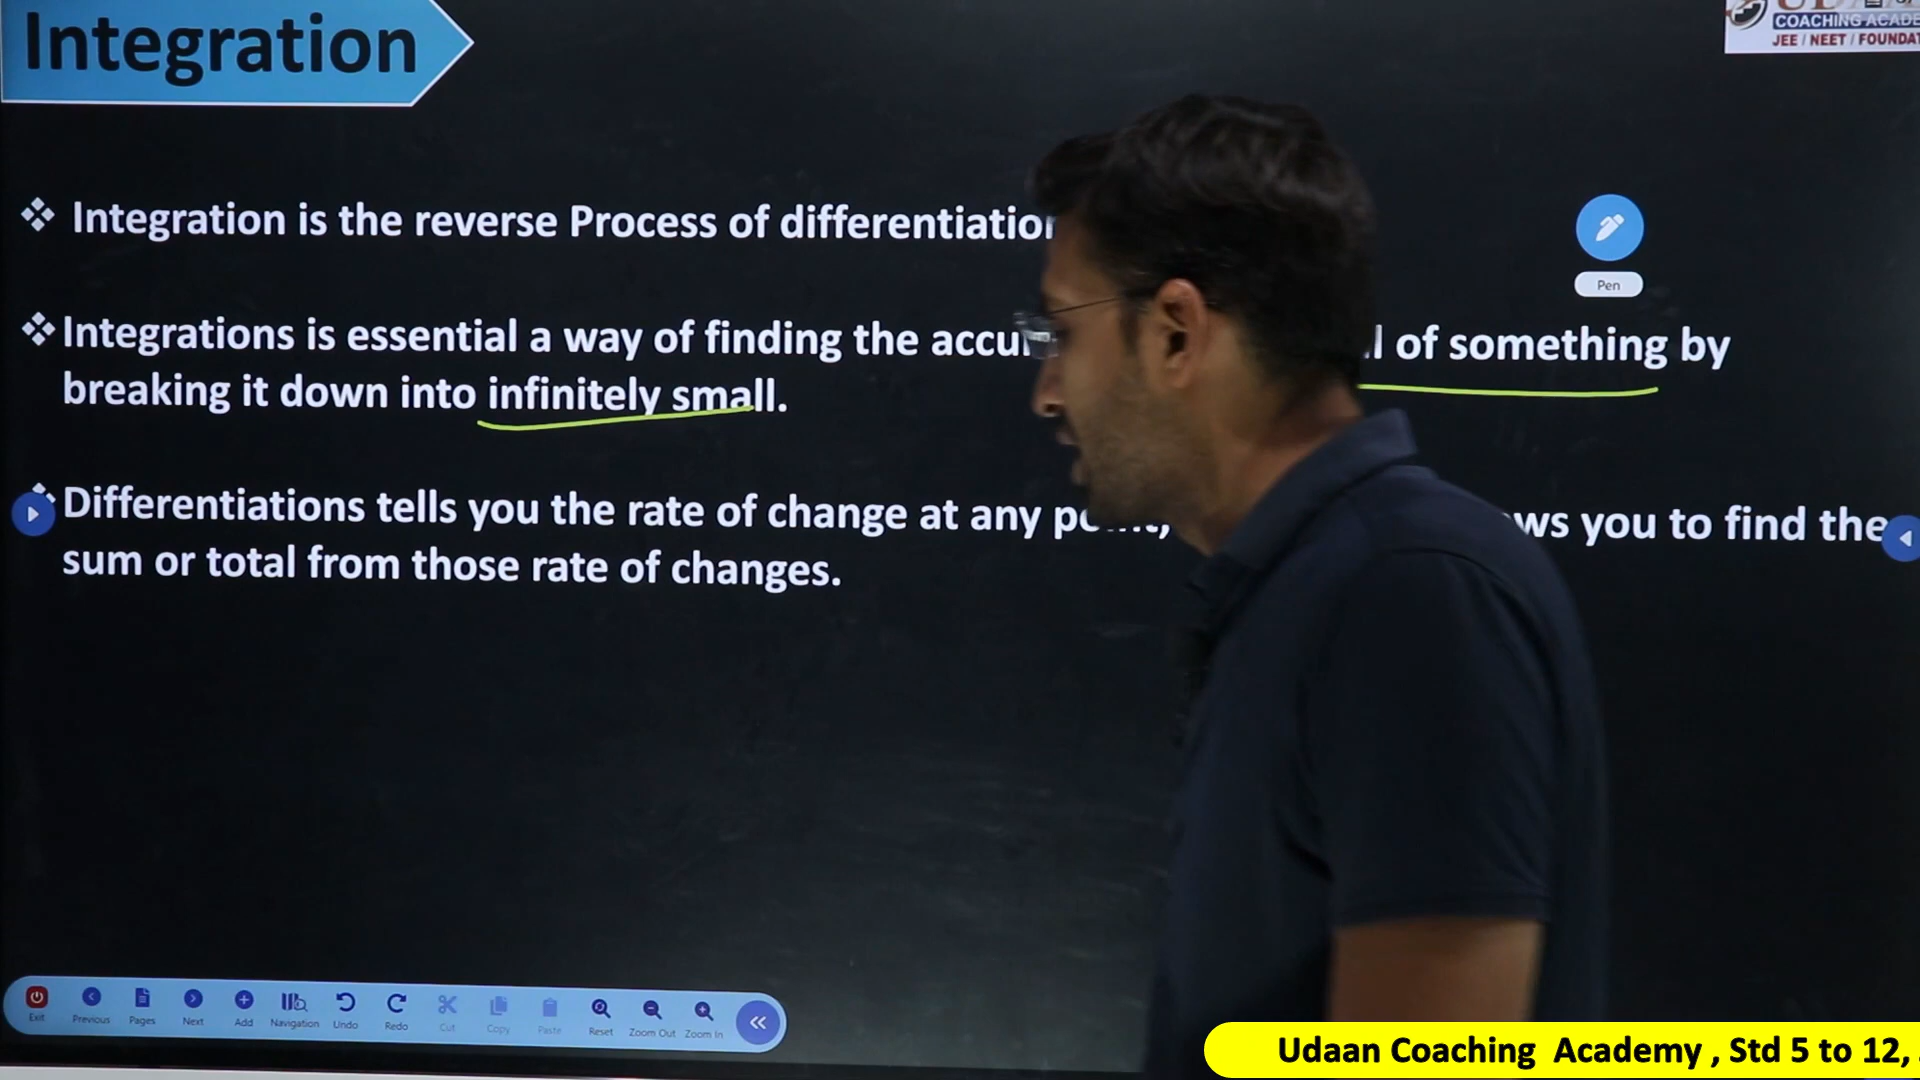 Integration
COACHING ACADE
JEE / NEET / FOUNDAT
Integration is the reverse Process of differentiation
Pen
Integrations is essential a way of finding the accu of something by
breaking it down into infinitely small.
Differentiations tells you the rate of change at any you to find the
sum or total from those rate of changes.
Exit Previous Pages Next Add Navigation Undo Redo Cut Copy Paste Reset Zoom Out Zoom In
Udaan Coaching Academy , Std 5 to 12,